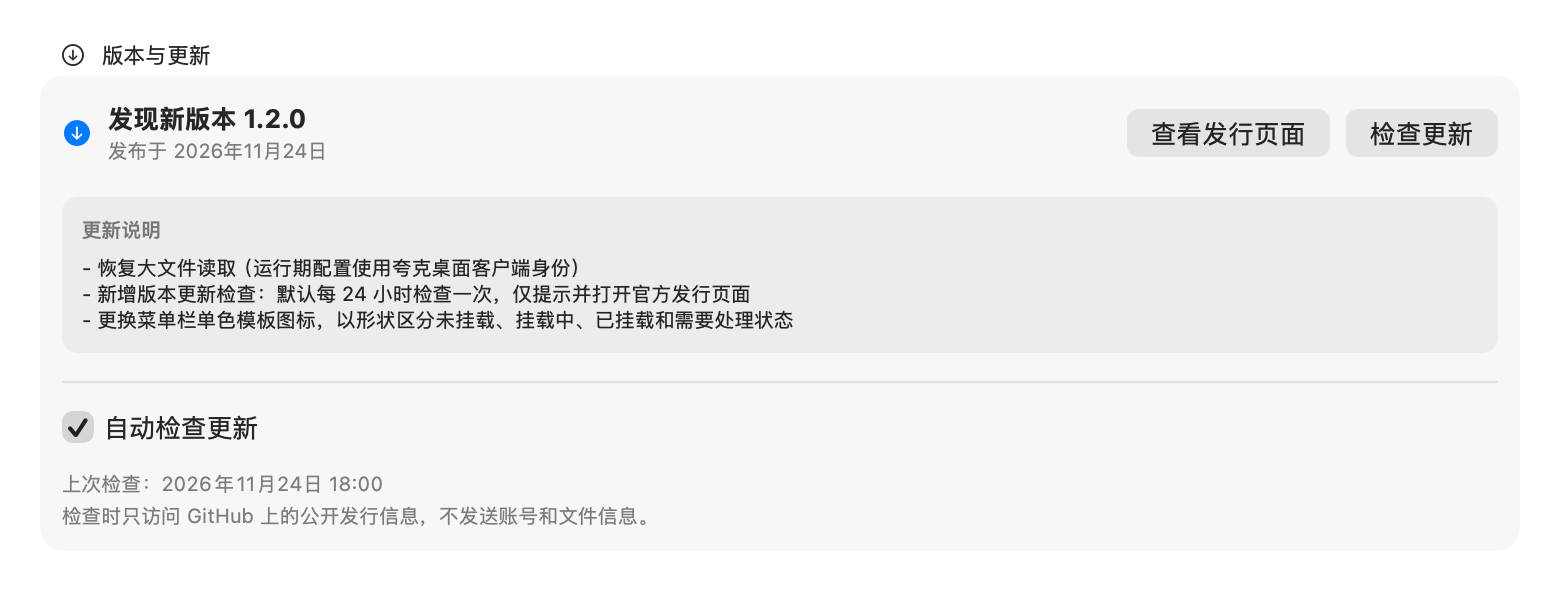 版本与更新
发现新版本 1.2.0
发布于 2026年11月24日
查看发行页面
检查更新
更新说明
- 恢复大文件读取（运行期配置使用夸克桌面客户端身份）
- 新增版本更新检查：默认每 24 小时检查一次，仅提示并打开官方发行页面
- 更换菜单栏单色模板图标，以形状区分未挂载、挂载中、已挂载和需要处理状态
自动检查更新
上次检查：2026年11月24日 18:00
检查时只访问 GitHub 上的公开发行信息，不发送账号和文件信息。